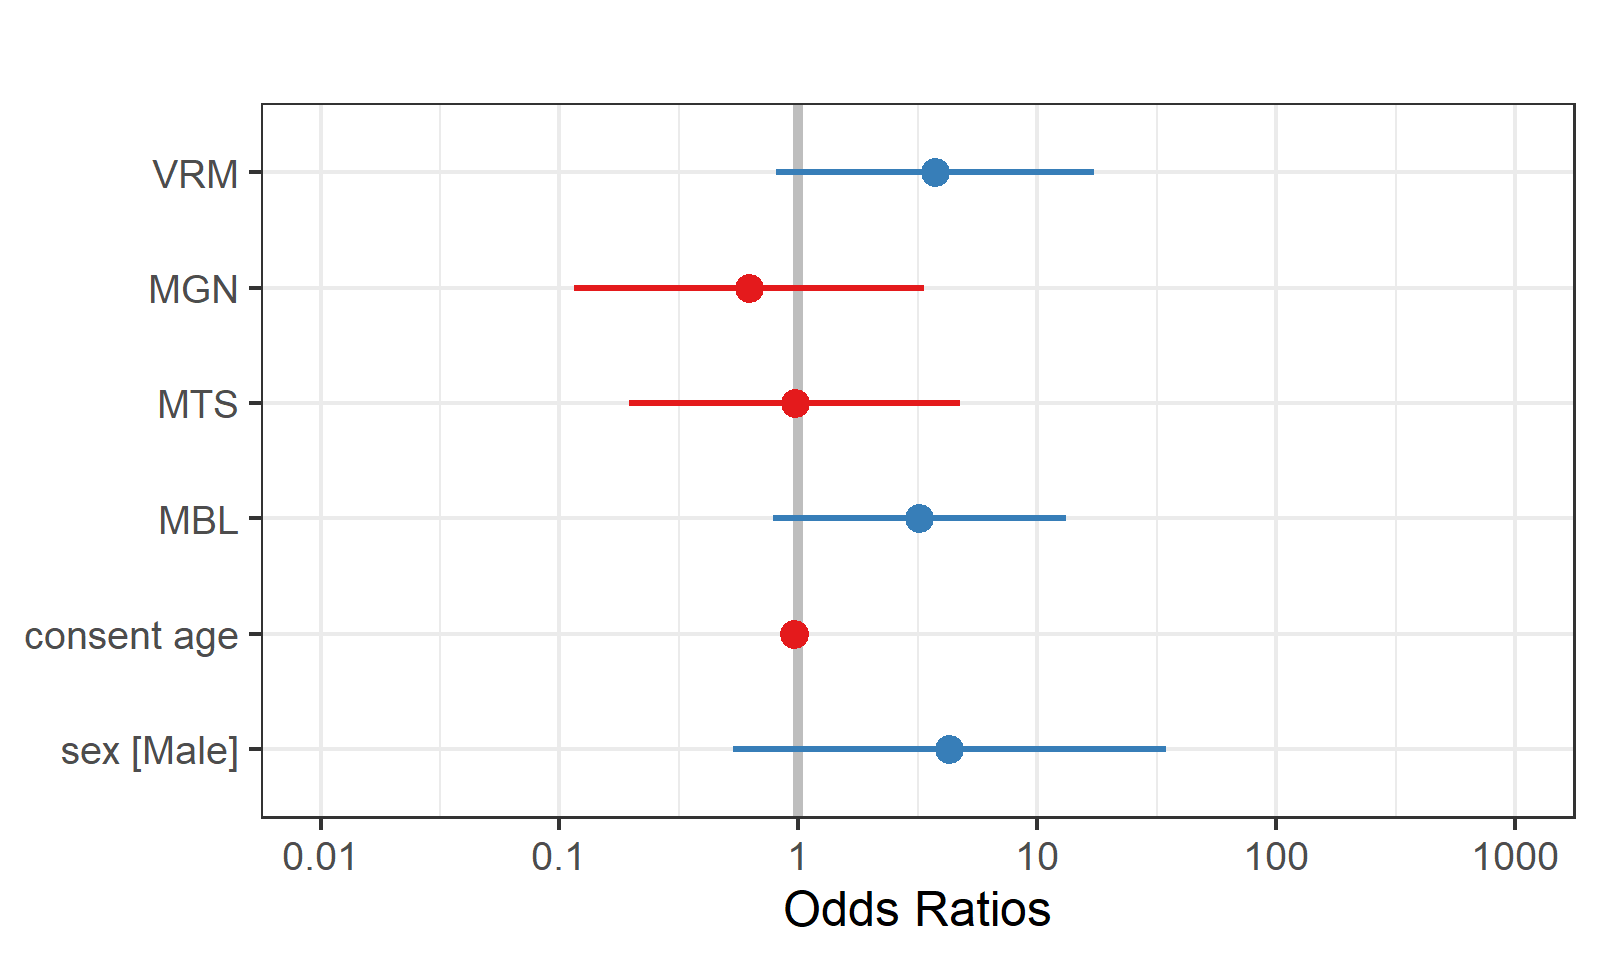 VRM
MGN
MTS
MBL
consent age
sex [Male]
0.01 0.1 1 10 100 1000
Odds Ratios